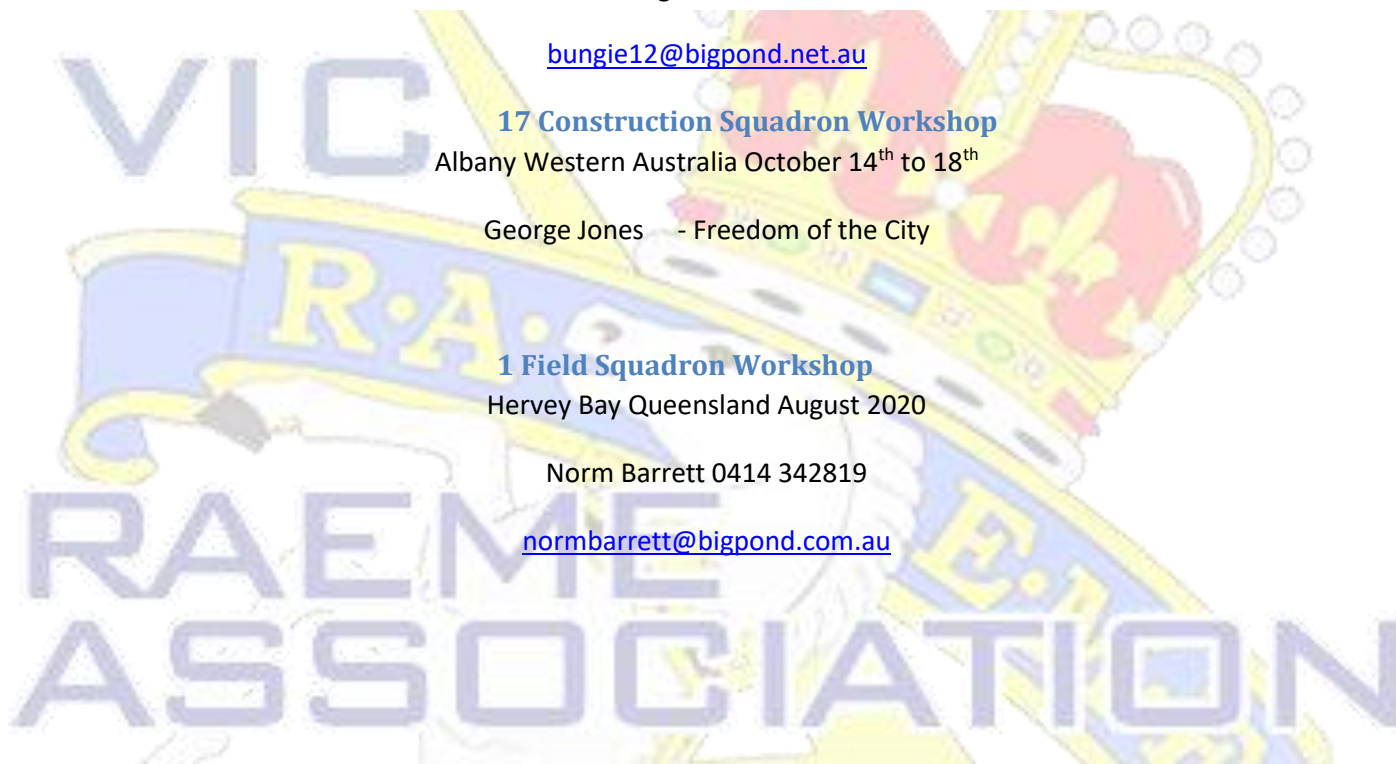 bungie12@bigpond.net.au
17 Construction Squadron Workshop
Albany Western Australia October 14th to 18th
George Jones - Freedom of the City
1 Field Squadron Workshop
Hervey Bay Queensland August 2020
Norm Barrett 0414 342819
normbarrett@bigpond.com.au
VIC
R·A·E·M
RAEME
ASSOCIATION